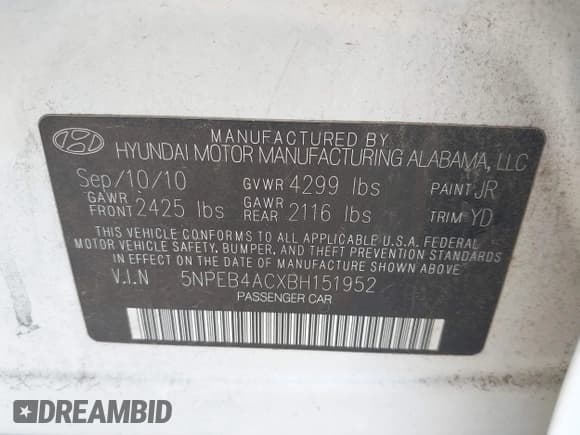 MANUFACTURED BY
HYUNDAI MOTOR MANUFACTURING ALABAMA, LLC
Sep/10/10 GVWR 4299 lbs PAINT JR
GAWR FRONT 2425 lbs GAWR REAR 2116 lbs TRIM YD
THIS VEHICLE CONFORMS TO ALL APPLICABLE U.S.A. FEDERAL
MOTOR VEHICLE SAFETY, BUMPER, AND THEFT PREVENTION STANDARDS
IN EFFECT ON THE DATE OF MANUFACTURE SHOWN ABOVE.
V.I.N 5NPEB4ACXBH151952
PASSENGER CAR
DREAMBID